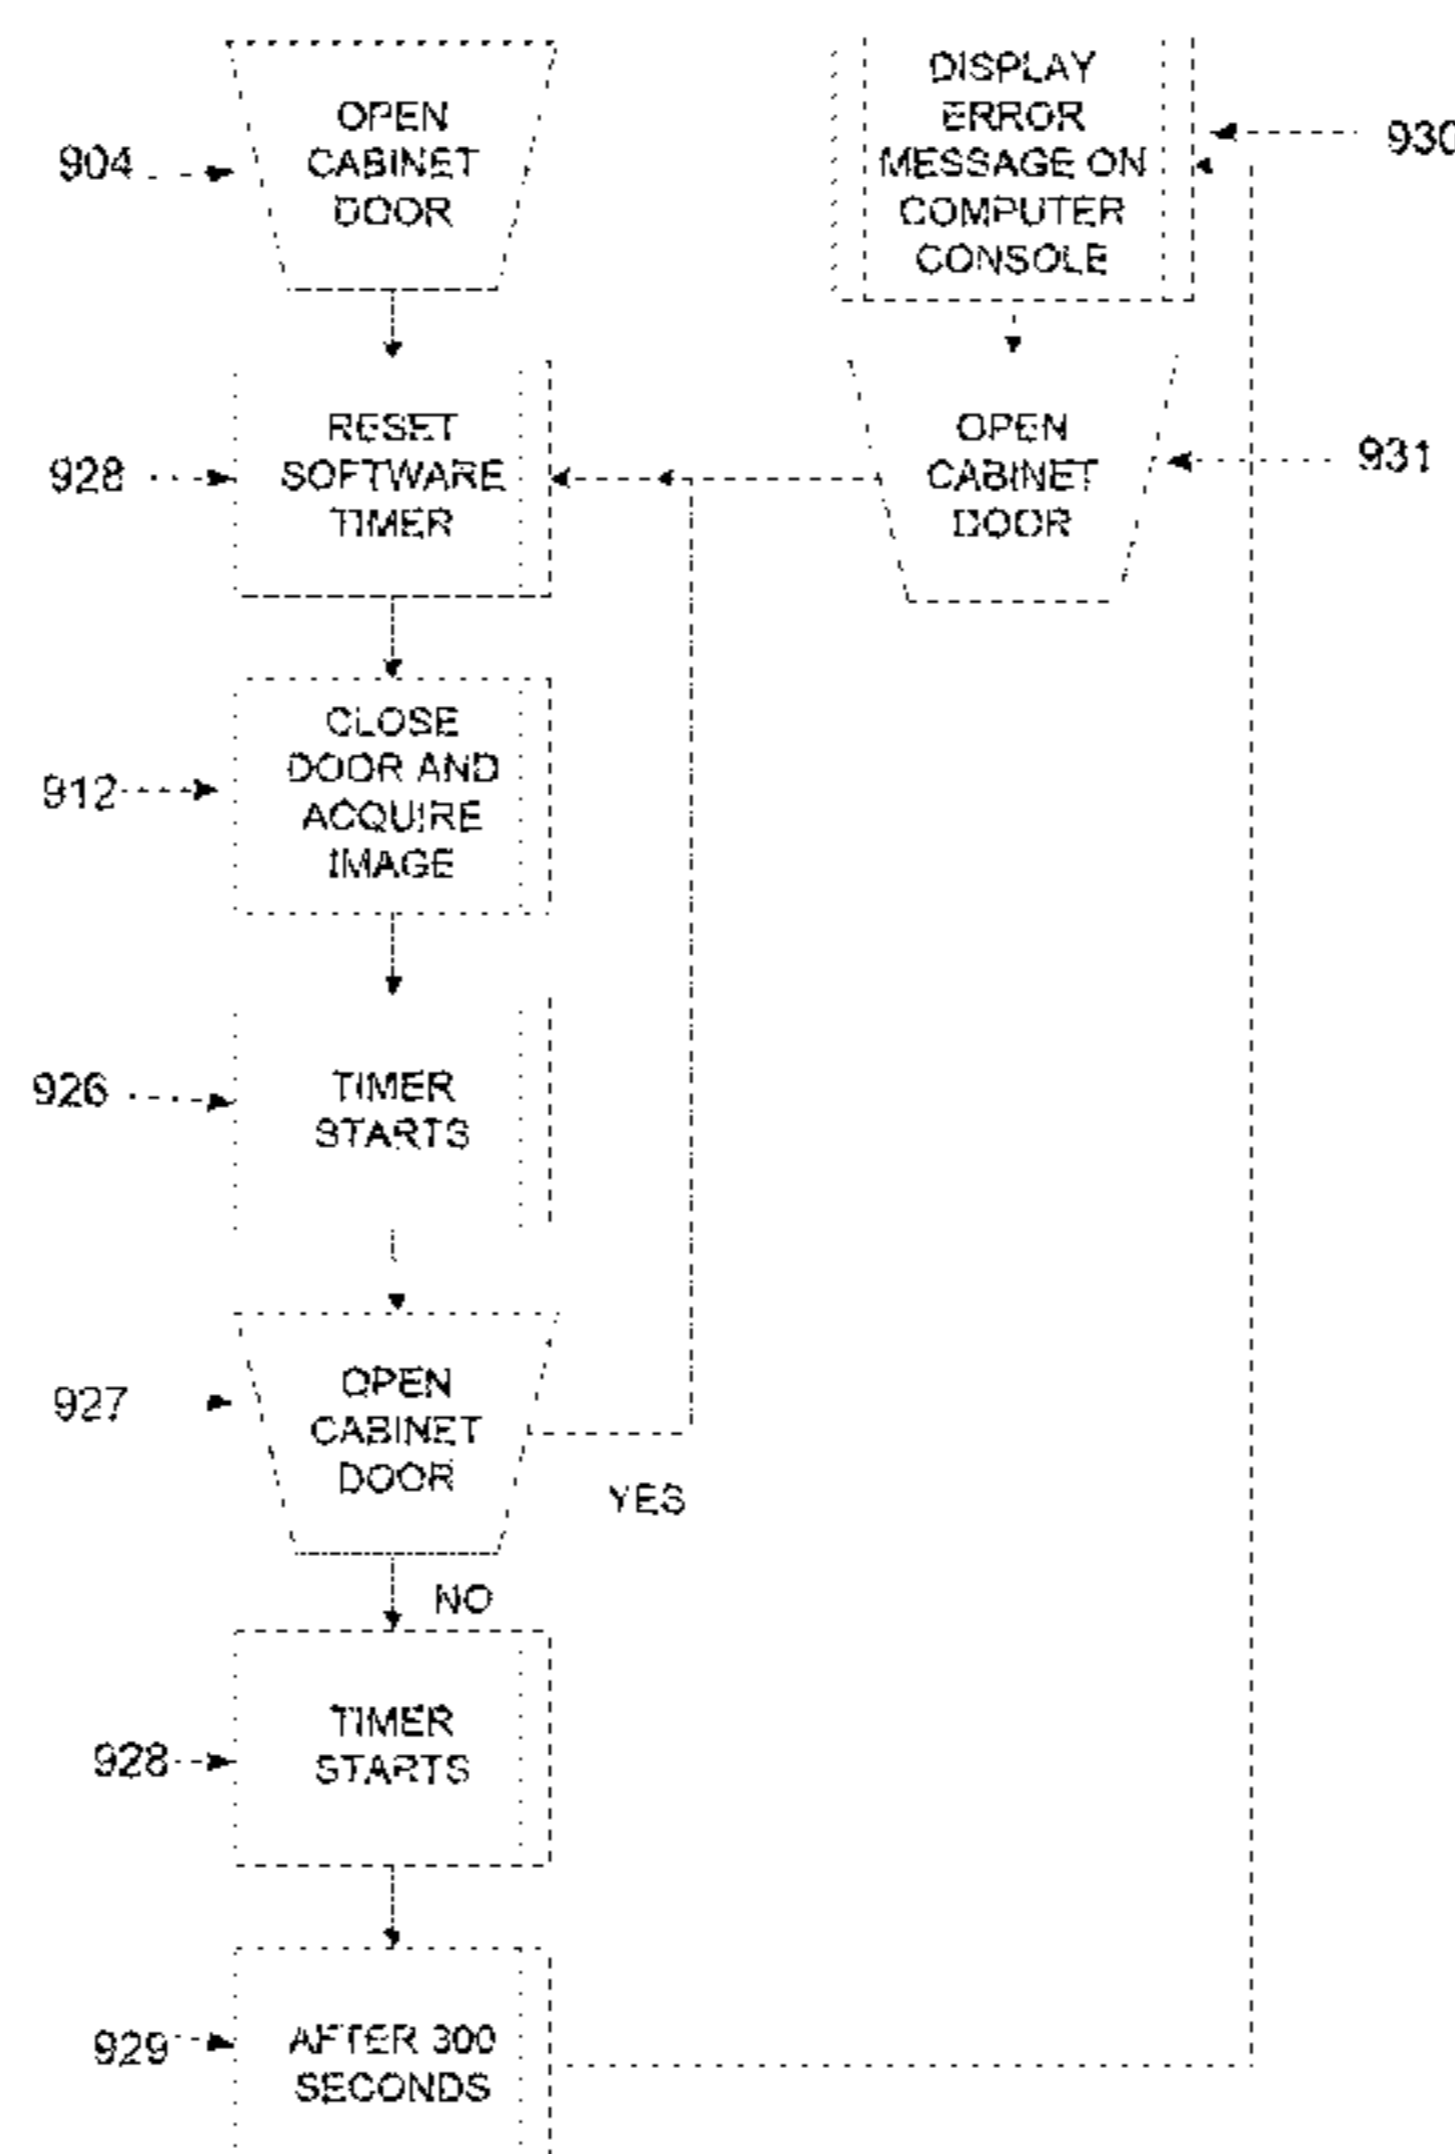 904
OPEN
CABINET
DOOR
DISPLAY
ERROR
MESSAGE ON
COMPUTER
CONSOLE
930
928
RESET
SOFTWARE
TIMER
OPEN
CABINET
DOOR
931
912
CLOSE
DOOR AND
ACQUIRE
IMAGE
926
TIMER
STARTS
927
OPEN
CABINET
DOOR
YES
NO
928
TIMER
STARTS
929
AFTER 300
SECONDS